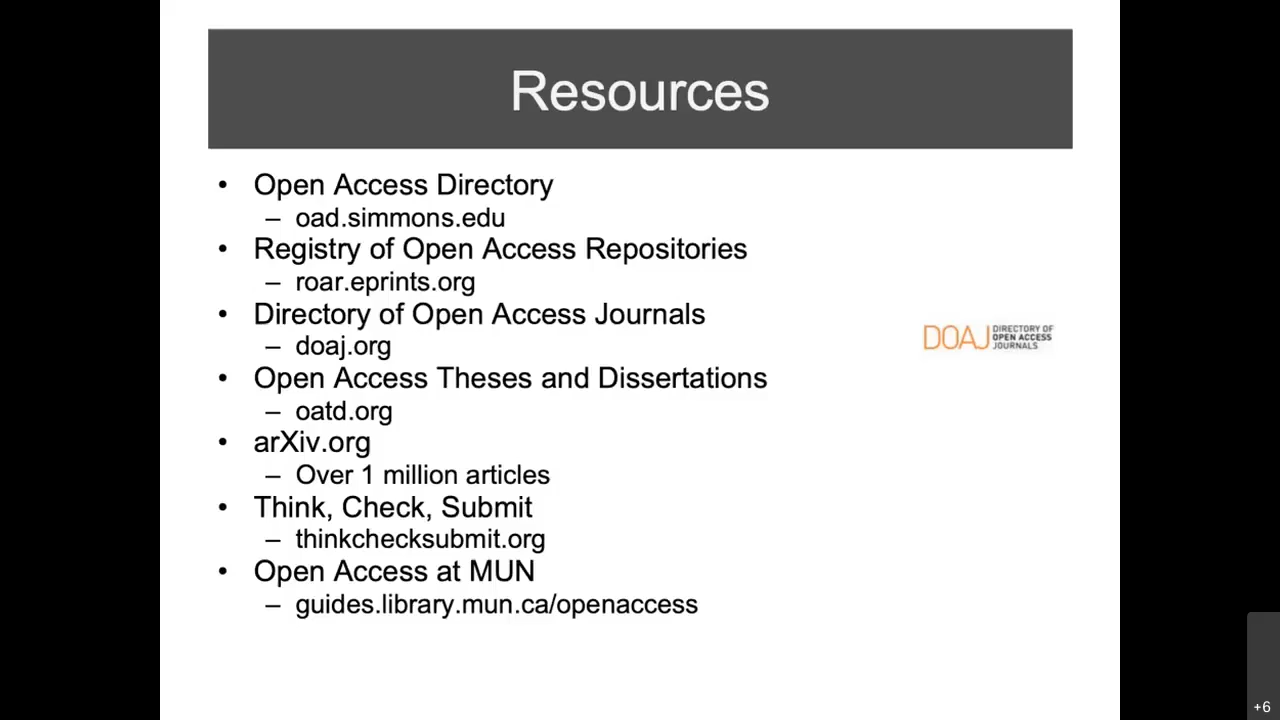 Resources
• Open Access Directory
– oad.simmons.edu
• Registry of Open Access Repositories
– roar.eprints.org
• Directory of Open Access Journals
– doaj.org
DOAJ DIRECTORY OF
OPEN ACCESS
JOURNALS
• Open Access Theses and Dissertations
– oatd.org
• arXiv.org
– Over 1 million articles
• Think, Check, Submit
– thinkchecksubmit.org
• Open Access at MUN
– guides.library.mun.ca/openaccess
+6